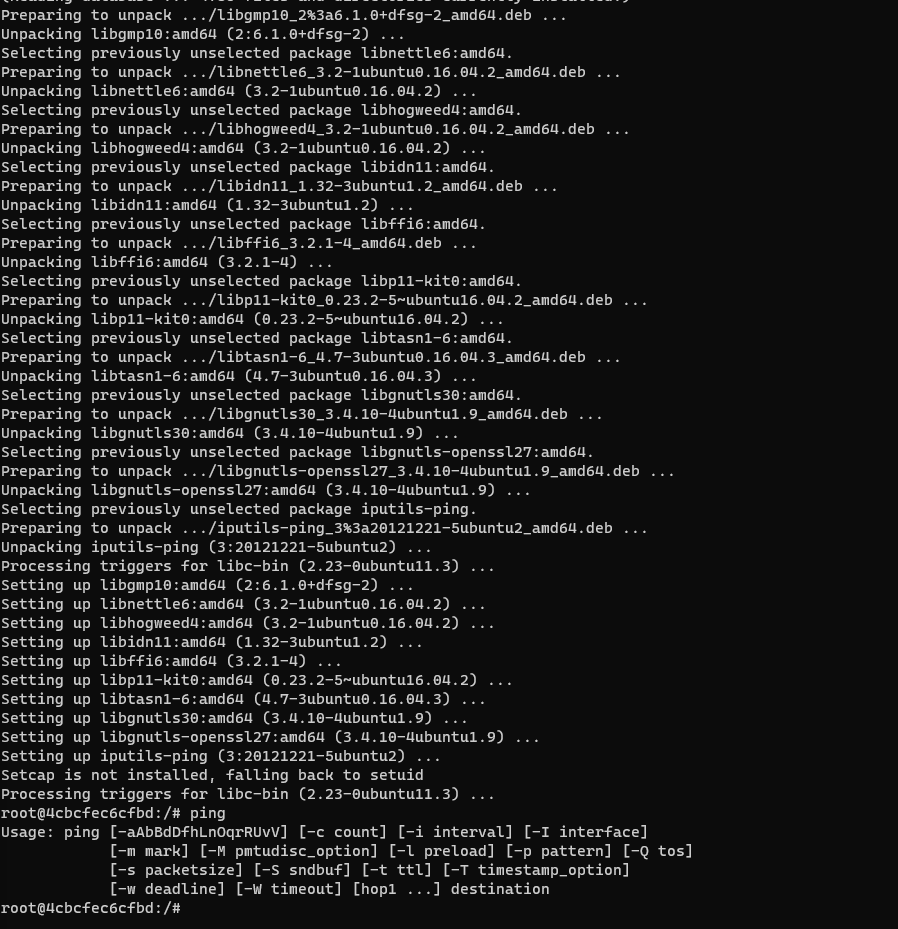 Preparing to unpack .../libgmp10_2%3a6.1.0+dfsg-2_amd64.deb ...
Unpacking libgmp10:amd64 (2:6.1.0+dfsg-2) ...
Selecting previously unselected package libnettle6:amd64.
Preparing to unpack .../libnettle6_3.2-1ubuntu0.16.04.2_amd64.deb ...
Unpacking libnettle6:amd64 (3.2-1ubuntu0.16.04.2) ...
Selecting previously unselected package libhogweed4:amd64.
Preparing to unpack .../libhogweed4_3.2-1ubuntu0.16.04.2_amd64.deb ...
Unpacking libhogweed4:amd64 (3.2-1ubuntu0.16.04.2) ...
Selecting previously unselected package libidn11:amd64.
Preparing to unpack .../libidn11_1.32-3ubuntu1.2_amd64.deb ...
Unpacking libidn11:amd64 (1.32-3ubuntu1.2) ...
Selecting previously unselected package libffi6:amd64.
Preparing to unpack .../libffi6_3.2.1-4_amd64.deb ...
Unpacking libffi6:amd64 (3.2.1-4) ...
Selecting previously unselected package libp11-kit0:amd64.
Preparing to unpack .../libp11-kit0_0.23.2-5~ubuntu16.04.2_amd64.deb ...
Unpacking libp11-kit0:amd64 (0.23.2-5~ubuntu16.04.2) ...
Selecting previously unselected package libtasn1-6:amd64.
Preparing to unpack .../libtasn1-6_4.7-3ubuntu0.16.04.3_amd64.deb ...
Unpacking libtasn1-6:amd64 (4.7-3ubuntu0.16.04.3) ...
Selecting previously unselected package libgnutls30:amd64.
Preparing to unpack .../libgnutls30_3.4.10-4ubuntu1.9_amd64.deb ...
Unpacking libgnutls30:amd64 (3.4.10-4ubuntu1.9) ...
Selecting previously unselected package libgnutls-openssl27:amd64.
Preparing to unpack .../libgnutls-openssl27_3.4.10-4ubuntu1.9_amd64.deb ...
Unpacking libgnutls-openssl27:amd64 (3.4.10-4ubuntu1.9) ...
Selecting previously unselected package iputils-ping.
Preparing to unpack .../iputils-ping_3%3a20121221-5ubuntu2_amd64.deb ...
Unpacking iputils-ping (3:20121221-5ubuntu2) ...
Processing triggers for libc-bin (2.23-0ubuntu11.3) ...
Setting up libgmp10:amd64 (2:6.1.0+dfsg-2) ...
Setting up libnettle6:amd64 (3.2-1ubuntu0.16.04.2) ...
Setting up libhogweed4:amd64 (3.2-1ubuntu0.16.04.2) ...
Setting up libidn11:amd64 (1.32-3ubuntu1.2) ...
Setting up libffi6:amd64 (3.2.1-4) ...
Setting up libp11-kit0:amd64 (0.23.2-5~ubuntu16.04.2) ...
Setting up libtasn1-6:amd64 (4.7-3ubuntu0.16.04.3) ...
Setting up libgnutls30:amd64 (3.4.10-4ubuntu1.9) ...
Setting up libgnutls-openssl27:amd64 (3.4.10-4ubuntu1.9) ...
Setting up iputils-ping (3:20121221-5ubuntu2) ...
Setcap is not installed, falling back to setuid
Processing triggers for libc-bin (2.23-0ubuntu11.3) ...
root@4cbcfec6cfbd:/# ping
Usage: ping [-aAbBdDfhLnOqrRUvV] [-c count] [-i interval] [-I interface]
            [-m mark] [-M pmtudisc_option] [-l preload] [-p pattern] [-Q tos]
            [-s packetsize] [-S sndbuf] [-t ttl] [-T timestamp_option]
            [-w deadline] [-W timeout] [hop1 ...] destination
root@4cbcfec6cfbd:/#